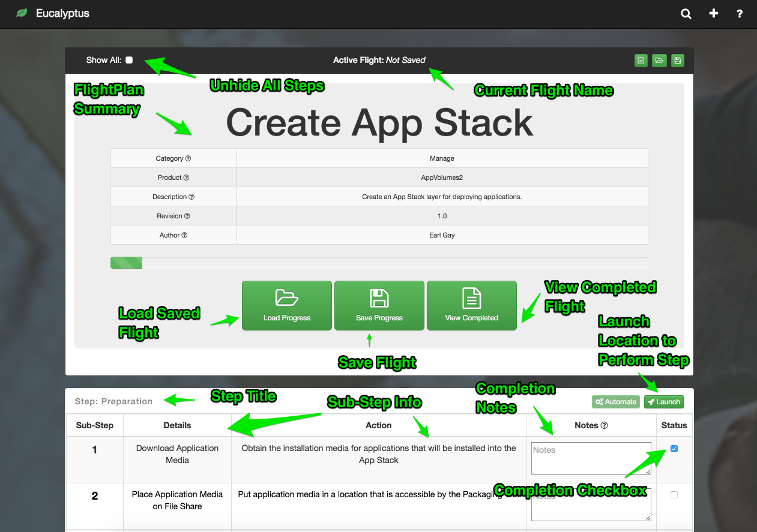 Eucalyptus
Show All:
Active Flight: Not Saved
Unhide All Steps
Current Flight Name
FlightPlan
Summary
Create App Stack
Category
Manage
Product
AppVolumes2
Description
Create an App Stack layer for deploying applications.
Revision
1.0
Author
Earl Gay
Load Progress
Save Progress
View Completed
Load Saved
Flight
Save Flight
View Completed
Flight
Launch
Location to
Perform Step
Step: Preparation
Step Title
Sub-Step Info
Completion
Notes
Automate
Launch
Sub-Step
Details
Action
Notes
Status
1
Download Application
Media
Obtain the installation media for applications that will be installed into the
App Stack
Notes
Completion Checkbox
2
Place Application Media
on File Share
Put application media in a location that is accessible by the Packaging